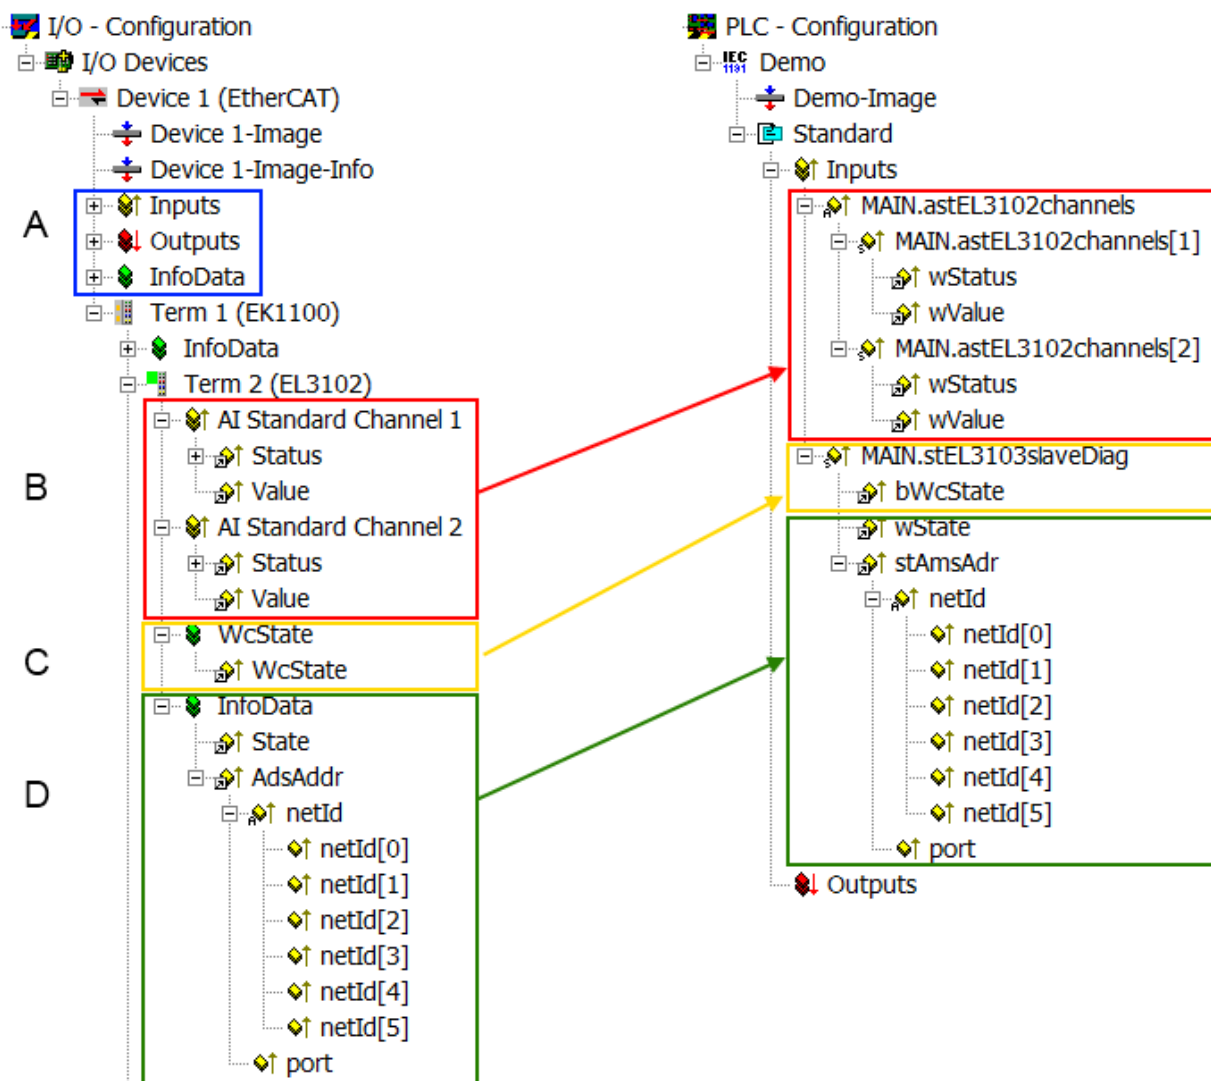 I/O - Configuration
I/O Devices
Device 1 (EtherCAT)
Device 1-Image
Device 1-Image-Info
A
Inputs
Outputs
InfoData
Term 1 (EK1100)
InfoData
Term 2 (EL3102)
B
AI Standard Channel 1
Status
Value
AI Standard Channel 2
Status
Value
C
WcState
WcState
D
InfoData
State
AdsAddr
netId
netId[0]
netId[1]
netId[2]
netId[3]
netId[4]
netId[5]
port
PLC - Configuration
IEC
1131
Demo
Demo-Image
Standard
Inputs
MAIN.astEL3102channels
MAIN.astEL3102channels[1]
wStatus
wValue
MAIN.astEL3102channels[2]
wStatus
wValue
MAIN.stEL3103slaveDiag
bWcState
wState
stAmsAdr
netId
netId[0]
netId[1]
netId[2]
netId[3]
netId[4]
netId[5]
port
Outputs